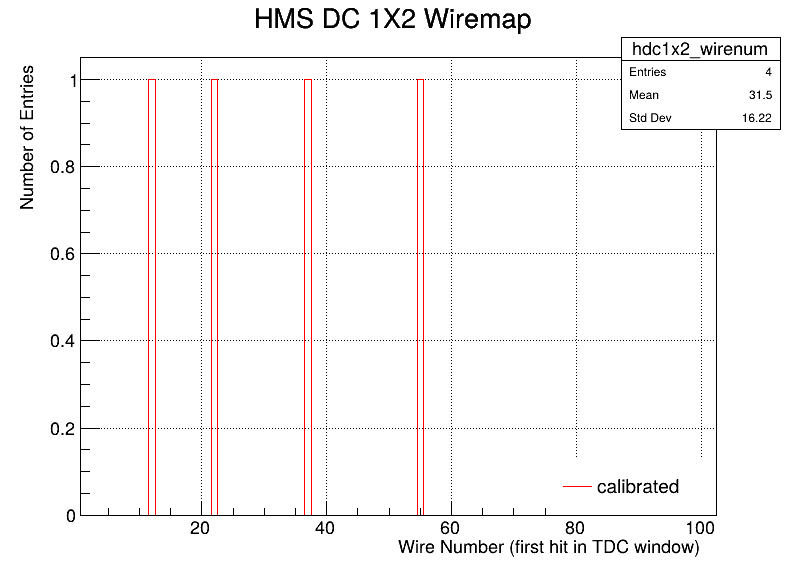 HMS DC 1X2 Wiremap
hdc1x2_wirenum
Entries 4
Mean 31.5
Std Dev 16.22
Number of Entries
1
0.8
0.6
0.4
0.2
0
calibrated
20 40 60 80 100
Wire Number (first hit in TDC window)